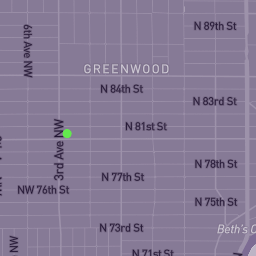 N 89th St
6th Ave NW
GREENWOOD
N 84th St
N 83rd St
N 81st St
3rd Ave NW
N 78th St
N 77th St
NW 76th St
N 75th St
N 73rd St
Beth's
NW
N 71st St